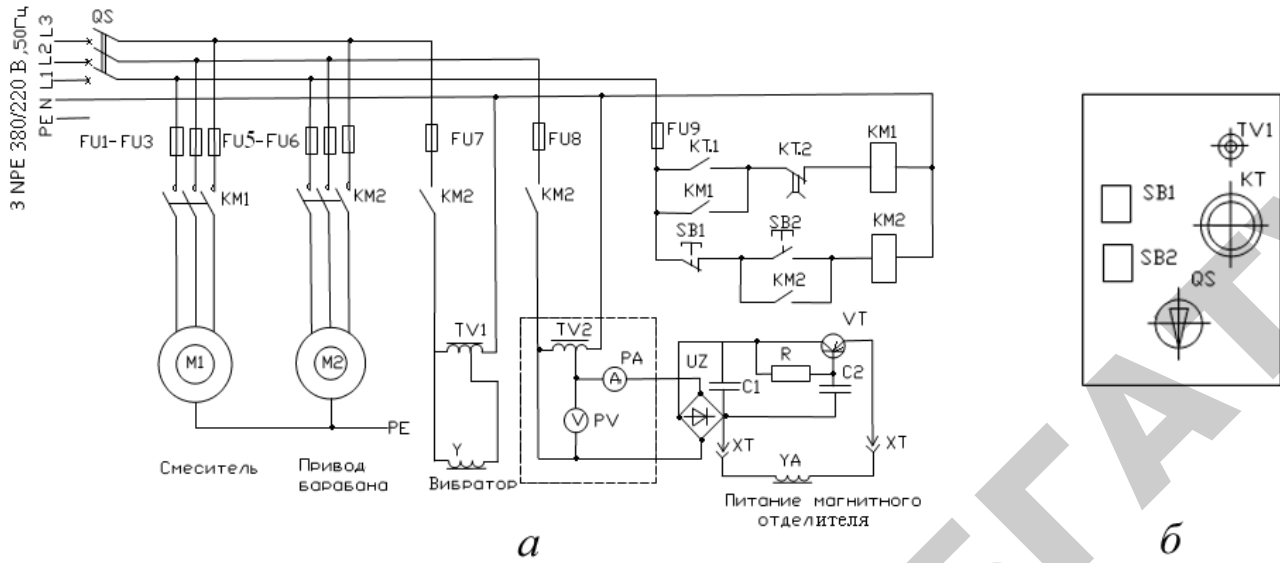 3 NPE 380/220 В ,50Гц
PE N L1 L2 L3
QS
FU1-FU3
FU5-FU6
FU7
FU8
FU9
KT.1
KT.2
KM1
KM1
KM1
KM2
KM2
KM2
KM2
SB1
SB2
KM2
M1
M2
PE
TV1
Y
TV2
PA
A
V
PV
UZ
C1
R
VT
C2
XT
XT
YA
Смеситель
Привод
барабана
Вибратор
Питание магнитного
отделителя
а
TV1
KT
SB1
SB2
QS
б